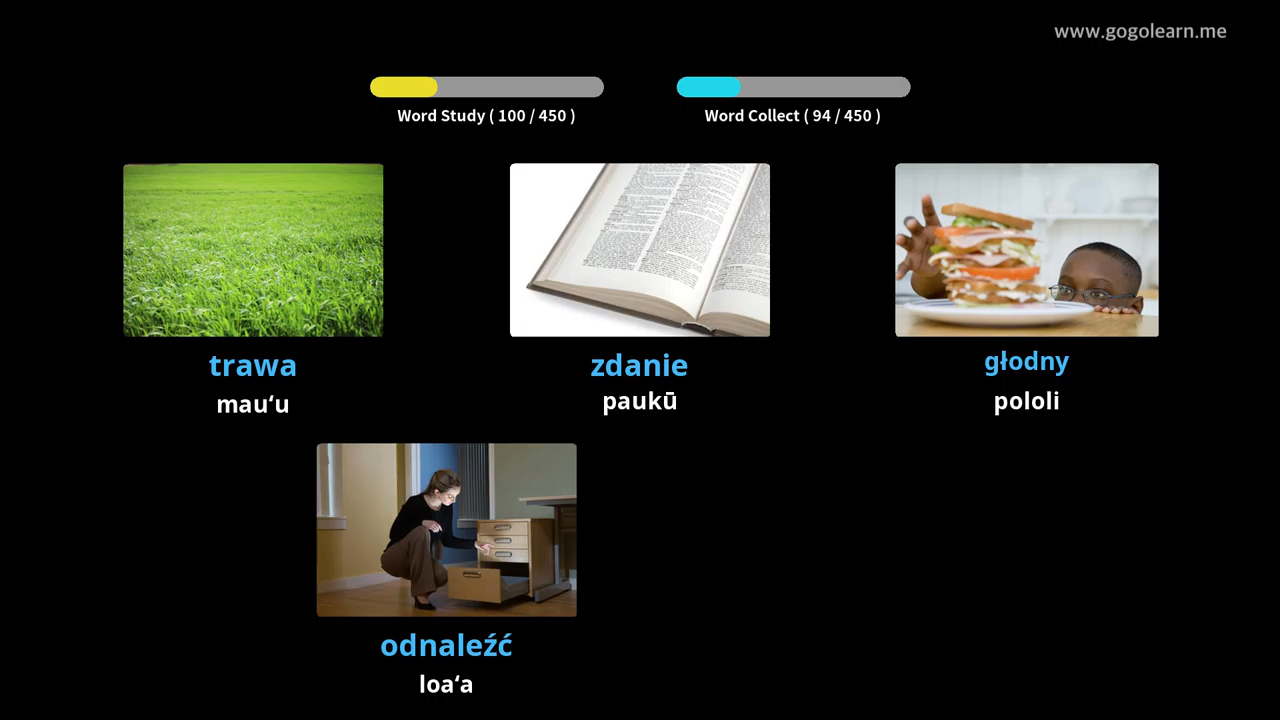 www.gogolearn.me
Word Study ( 100 / 450 )
Word Collect ( 94 / 450 )
trawa
mauʻu
zdanie
paukū
głodny
pololi
odnaleźć
loaʻa